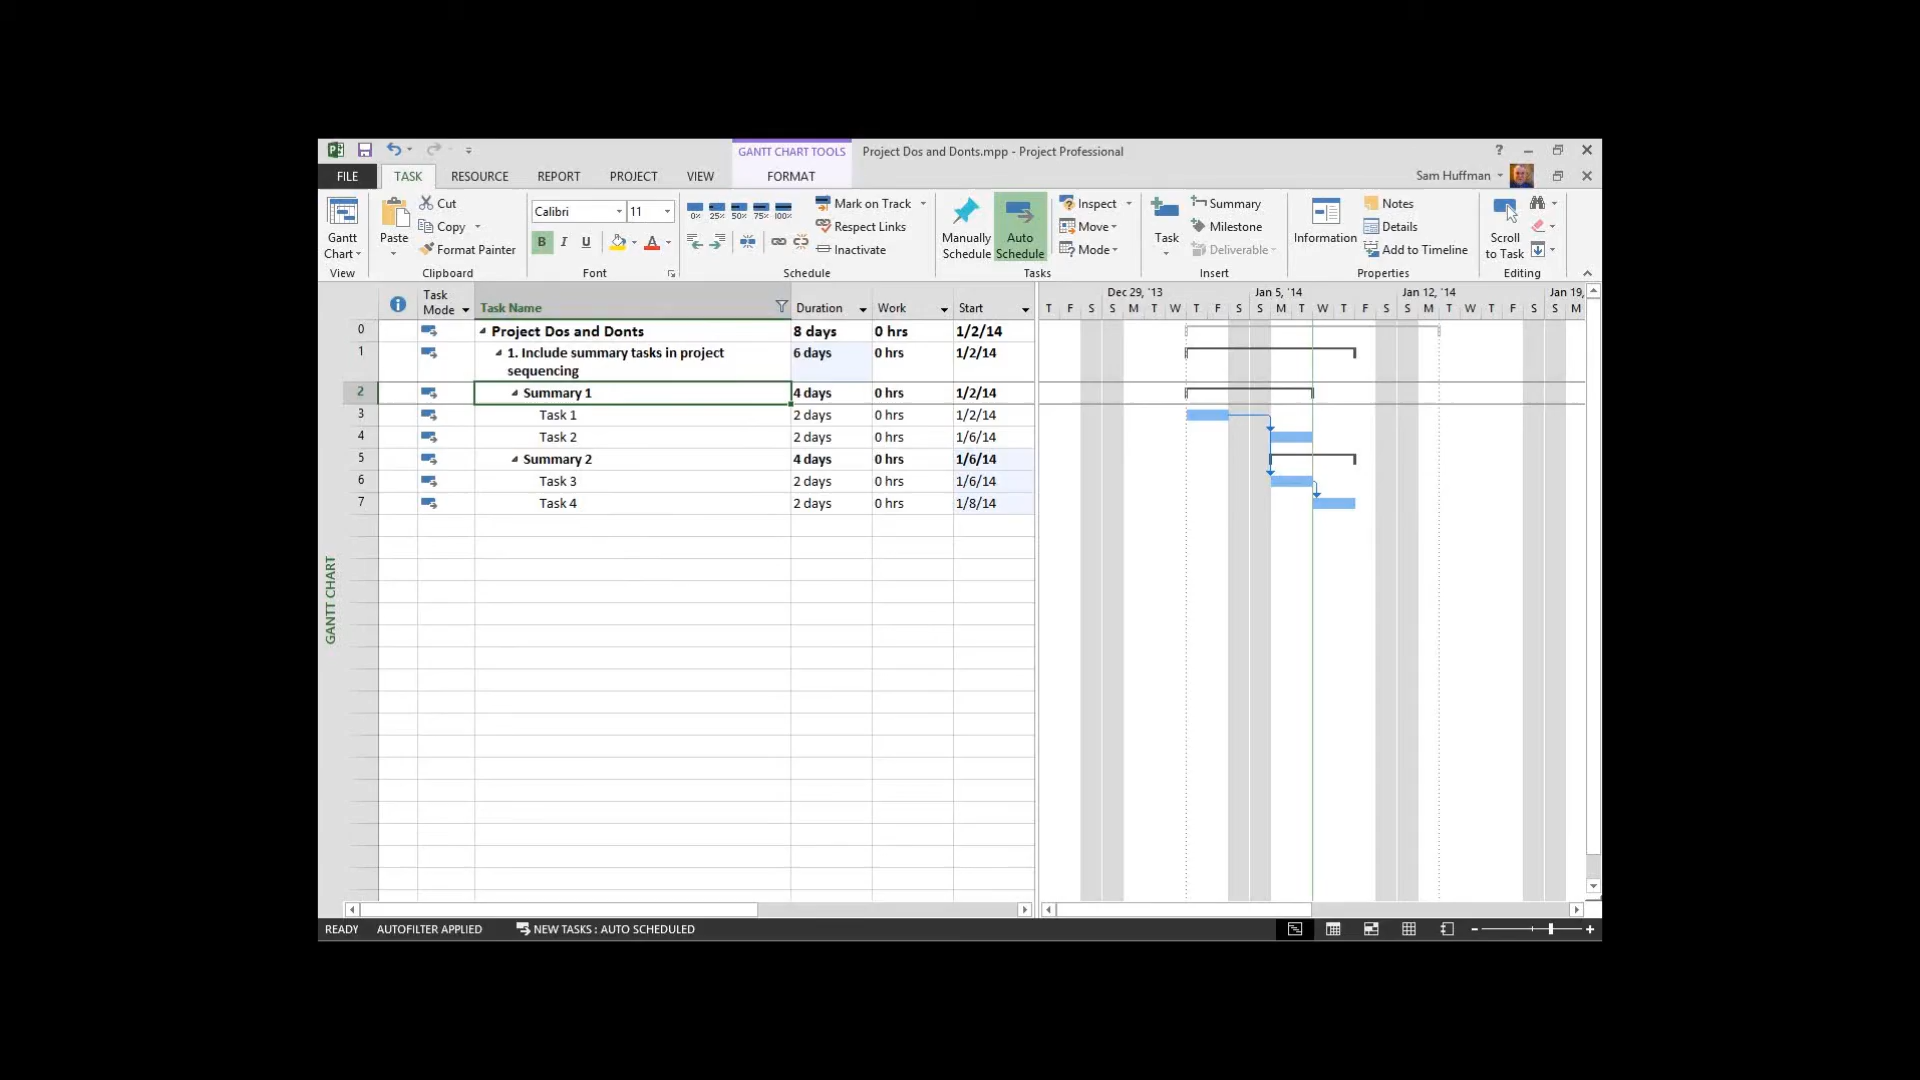 GANTT CHART TOOLS Project Dos and Donts.mpp - Project Professional ?
FILE TASK RESOURCE REPORT PROJECT VIEW FORMAT Sam Huffman
Gantt Chart
View
Paste
Cut
Copy
Format Painter
Clipboard
Calibri 11
B I U A
Font
0% 25% 50% 75% 100%
Mark on Track
Respect Links
Inactivate
Schedule
Manually Schedule
Auto Schedule
Inspect
Move
Mode
Tasks
Task
Summary
Milestone
Deliverable
Insert
Information
Notes
Details
Add to Timeline
Properties
Scroll to Task
Editing
Task Mode Task Name Duration Work Start
Dec 29, '13 Jan 5, '14 Jan 12, '14 Jan 19,
T F S S M T W T F S S M T W T F S S M T W T F S S M
0 Project Dos and Donts 8 days 0 hrs 1/2/14
1 1. Include summary tasks in project sequencing 6 days 0 hrs 1/2/14
2 Summary 1 4 days 0 hrs 1/2/14
3 Task 1 2 days 0 hrs 1/2/14
4 Task 2 2 days 0 hrs 1/6/14
5 Summary 2 4 days 0 hrs 1/6/14
6 Task 3 2 days 0 hrs 1/6/14
7 Task 4 2 days 0 hrs 1/8/14
GANTT CHART
READY AUTOFILTER APPLIED NEW TASKS : AUTO SCHEDULED